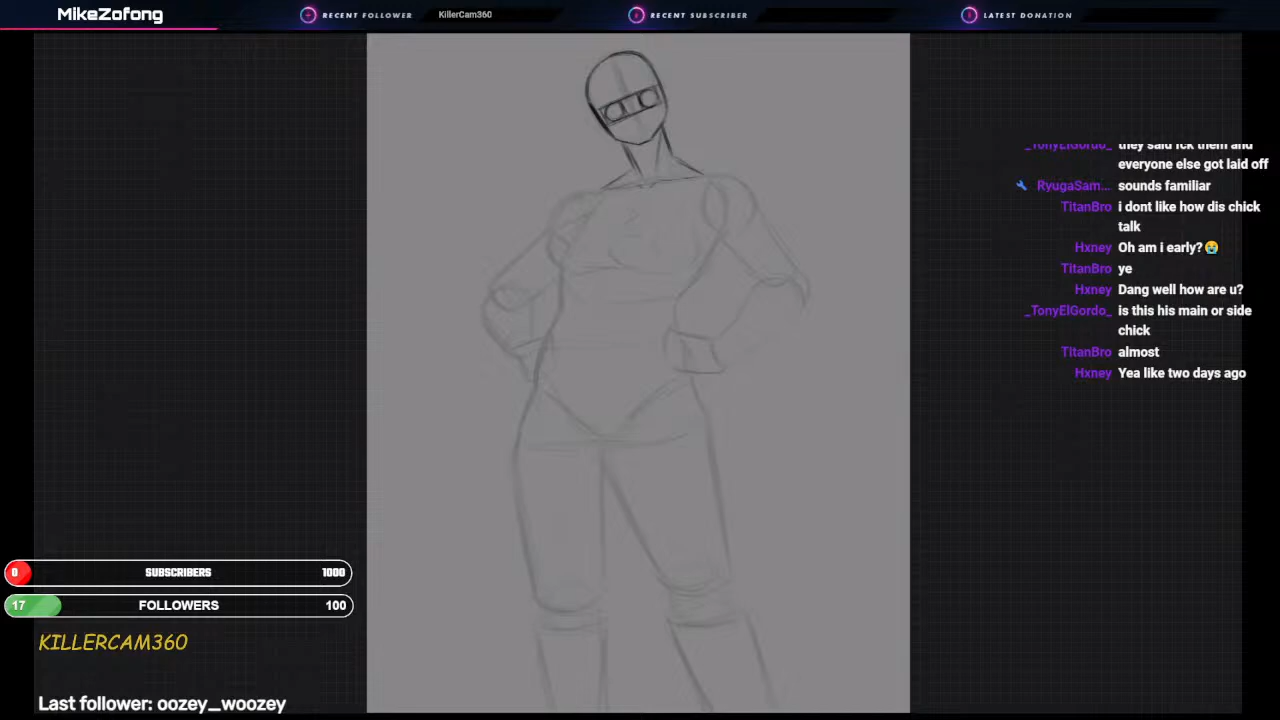 MikeZofong
RECENT FOLLOWER KillerCam360
RECENT SUBSCRIBER
LATEST DONATION
_TonyElGordo_ they said fck them and
everyone else got laid off
RyugaSam... sounds familiar
TitanBro i dont like how dis chick
talk
Hxney Oh am i early?😭
TitanBro ye
Hxney Dang well how are u?
_TonyElGordo_ is this his main or side
chick
TitanBro almost
Hxney Yea like two days ago
0 SUBSCRIBERS 1000
17 FOLLOWERS 100
KILLERCAM360
Last follower: oozey_woozey